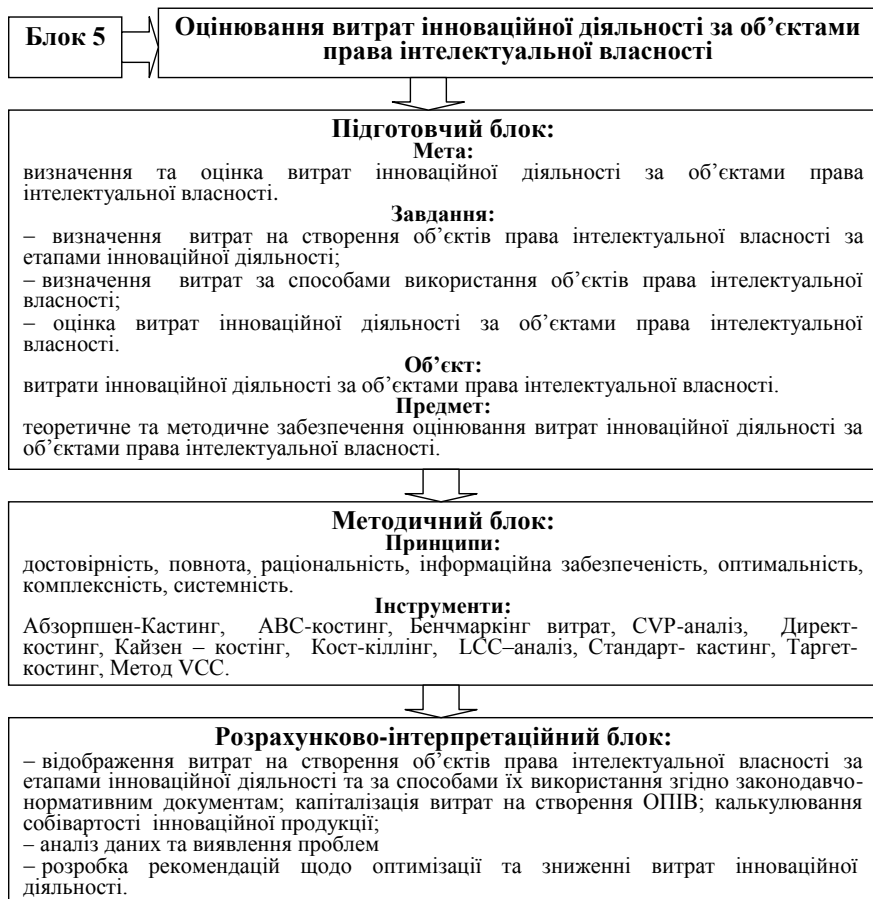 Блок 5
Оцінювання витрат інноваційної діяльності за об’єктами
права інтелектуальної власності
Підготовчий блок:
Мета:
визначення та оцінка витрат інноваційної діяльності за об’єктами права
інтелектуальної власності.
Завдання:
– визначення витрат на створення об’єктів права інтелектуальної власності за
етапами інноваційної діяльності;
– визначення витрат за способами використання об’єктів права інтелектуальної
власності;
– оцінка витрат інноваційної діяльності за об’єктами права інтелектуальної
власності.
Об’єкт:
витрати інноваційної діяльності за об’єктами права інтелектуальної власності.
Предмет:
теоретичне та методичне забезпечення оцінювання витрат інноваційної діяльності за
об’єктами права інтелектуальної власності.
Методичний блок:
Принципи:
достовірність, повнота, раціональність, інформаційна забезпеченість, оптимальність,
комплексність, системність.
Інструменти:
Абзорпшен-Кастинг, АВС-костинг, Бенчмаркінг витрат, CVP-аналіз, Директ-
костинг, Кайзен – костінг, Кост-кіллінг, LCC–аналіз, Стандарт- кастинг, Таргет-
костинг, Метод VCC.
Розрахунково-інтерпретаційний блок:
– відображення витрат на створення об’єктів права інтелектуальної власності за
етапами інноваційної діяльності та за способами їх використання згідно законодавчо-
нормативним документам; капіталізація витрат на створення ОПІВ; калькулювання
собівартості інноваційної продукції;
– аналіз даних та виявлення проблем
– розробка рекомендацій щодо оптимізації та зниженні витрат інноваційної
діяльності.